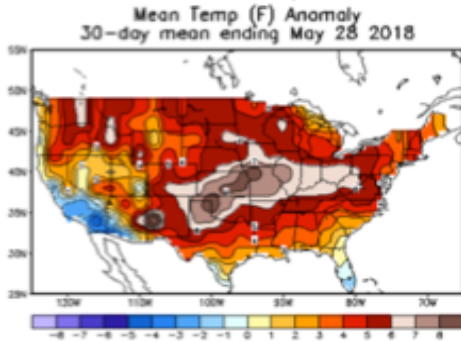 Mean Temp (F) Anomaly
30-day mean ending May 28 2018
55N
50N
45N
40N
35N
30N
25N
120W 110W 100W 90W 80W 70W
-8 -7 -6 -5 -4 -3 -2 -1 0 1 2 3 4 5 6 7 8